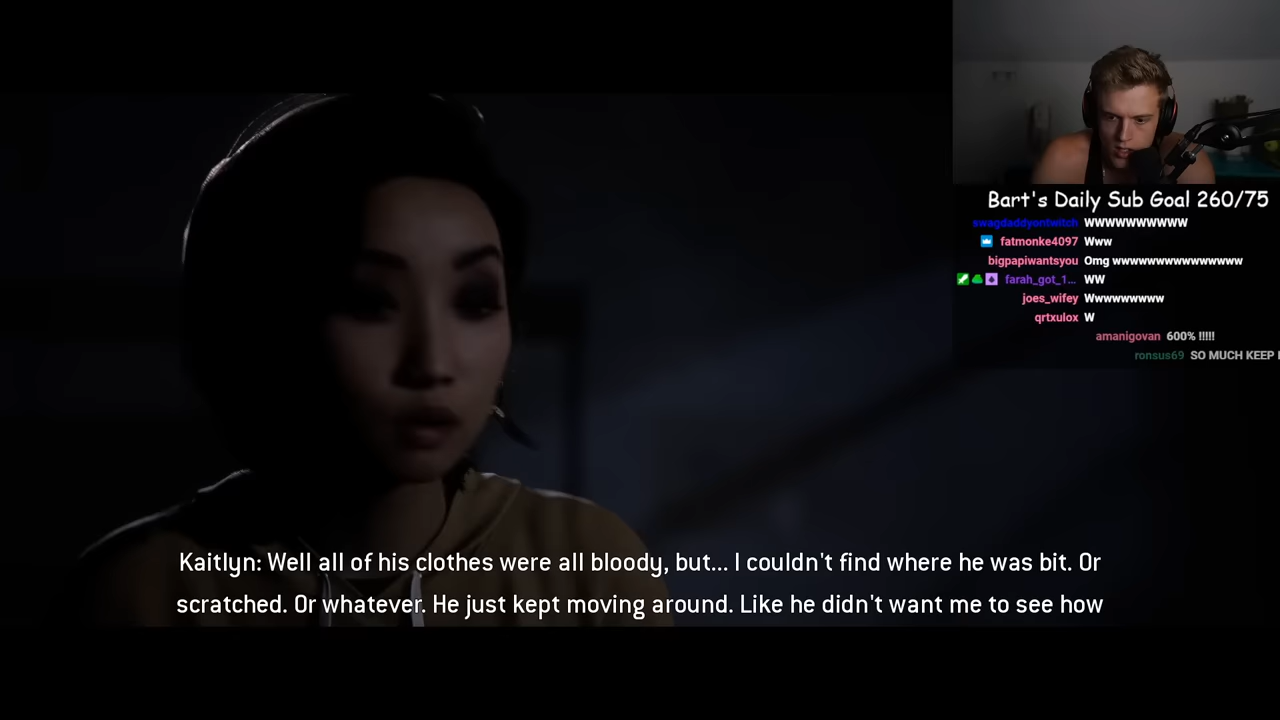 Bart's Daily Sub Goal 260/75
swagdaddyontwitch WWWWWWWWWW
fatmonke4097 Www
bigpapiwantsyou Omg wwwwwwwwwwwwwww
farah_got_1... WW
joes_wifey Wwwwwwwww
qrtxulox W
amanigovan 600% !!!!!
ronsus69 SO MUCH KEEP
Kaitlyn: Well all of his clothes were all bloody, but... I couldn't find where he was bit. Or
scratched. Or whatever. He just kept moving around. Like he didn't want me to see how